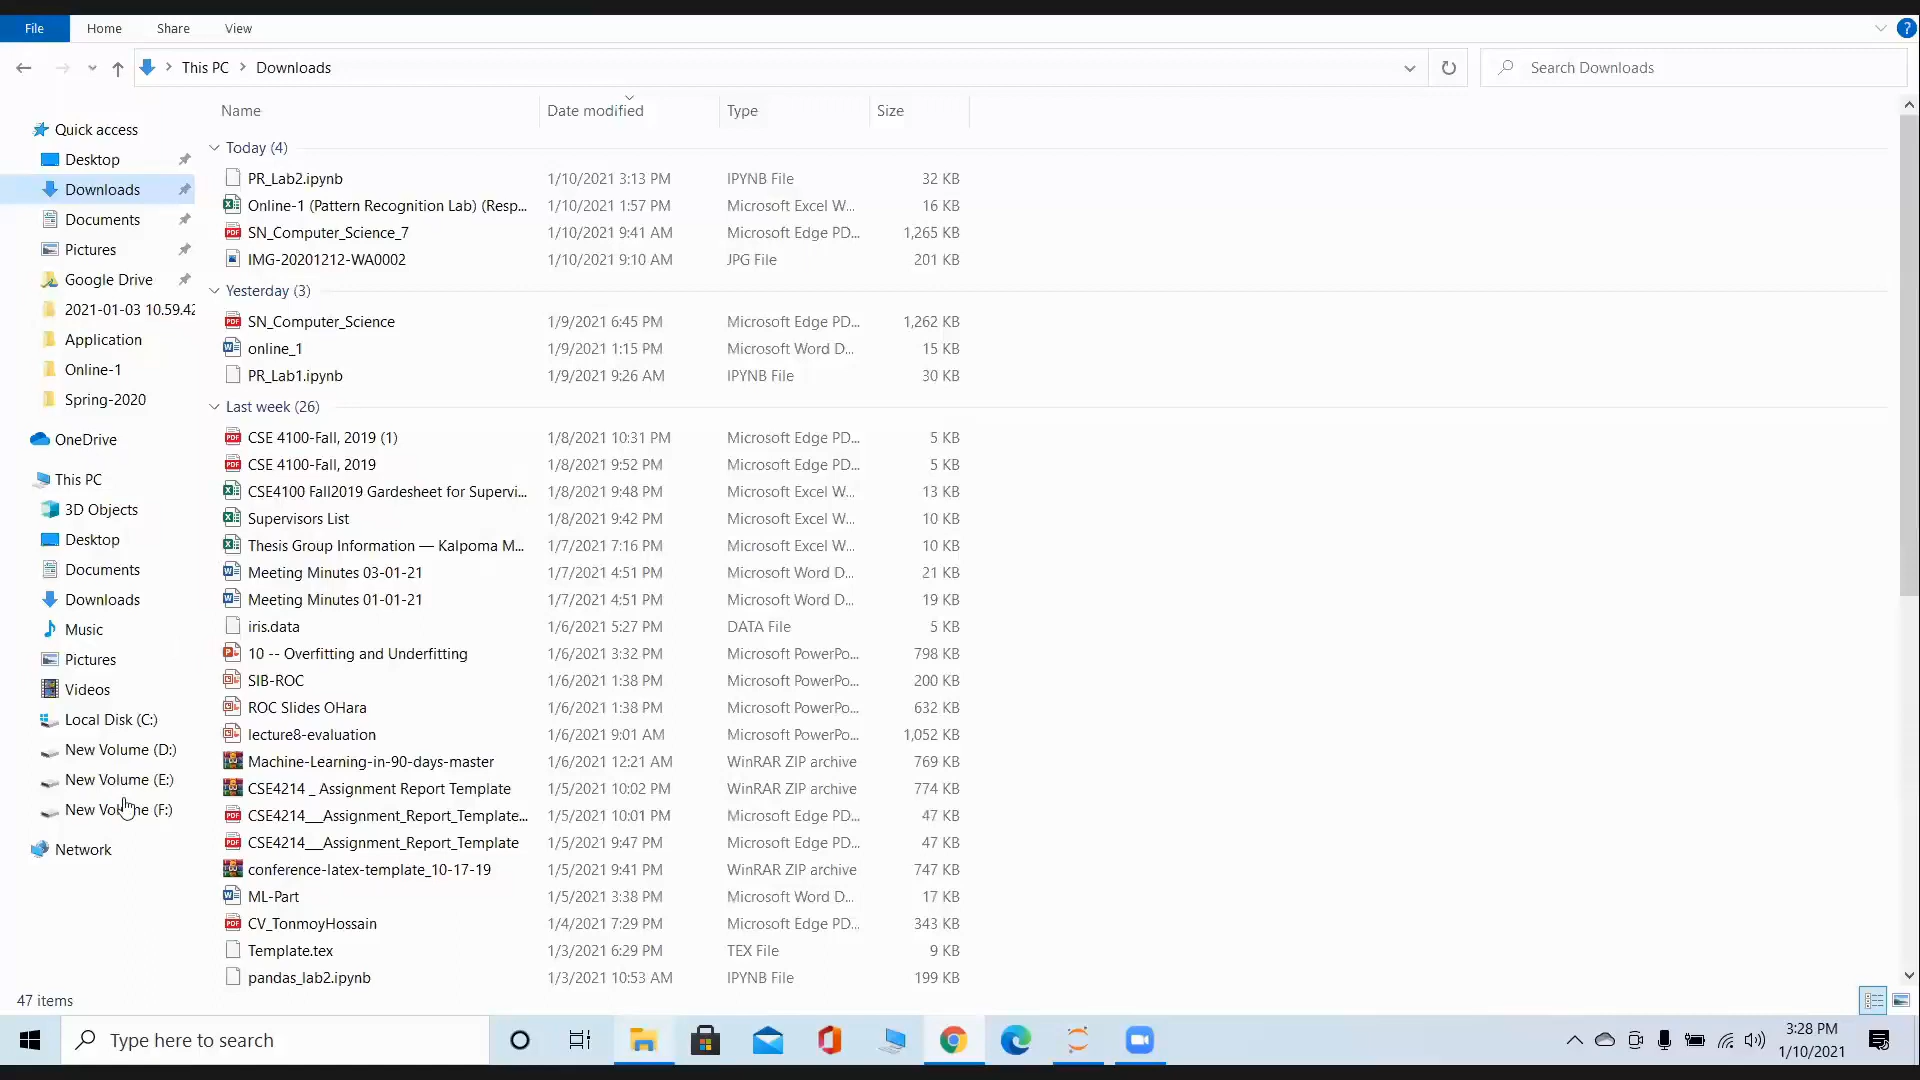 File Home Share View ?
This PC Downloads Search Downloads
Name Date modified Type Size
Quick access
Desktop
Downloads
Documents
Pictures
Google Drive
2021-01-03 10.59.42
Application
Online-1
Spring-2020
OneDrive
This PC
3D Objects
Desktop
Documents
Downloads
Music
Pictures
Videos
Local Disk (C:)
New Volume (D:)
New Volume (E:)
New Volume (F:)
Network
Today (4)
PR_Lab2.ipynb 1/10/2021 3:13 PM IPYNB File 32 KB
Online-1 (Pattern Recognition Lab) (Resp... 1/10/2021 1:57 PM Microsoft Excel W... 16 KB
SN_Computer_Science_7 1/10/2021 9:41 AM Microsoft Edge PD... 1,265 KB
IMG-20201212-WA0002 1/10/2021 9:10 AM JPG File 201 KB
Yesterday (3)
SN_Computer_Science 1/9/2021 6:45 PM Microsoft Edge PD... 1,262 KB
online_1 1/9/2021 1:15 PM Microsoft Word D... 15 KB
PR_Lab1.ipynb 1/9/2021 9:26 AM IPYNB File 30 KB
Last week (26)
CSE 4100-Fall, 2019 (1) 1/8/2021 10:31 PM Microsoft Edge PD... 5 KB
CSE 4100-Fall, 2019 1/8/2021 9:52 PM Microsoft Edge PD... 5 KB
CSE4100 Fall2019 Gardesheet for Supervi... 1/8/2021 9:48 PM Microsoft Excel W... 13 KB
Supervisors List 1/8/2021 9:42 PM Microsoft Excel W... 10 KB
Thesis Group Information — Kalpoma M... 1/7/2021 7:16 PM Microsoft Excel W... 10 KB
Meeting Minutes 03-01-21 1/7/2021 4:51 PM Microsoft Word D... 21 KB
Meeting Minutes 01-01-21 1/7/2021 4:51 PM Microsoft Word D... 19 KB
iris.data 1/6/2021 5:27 PM DATA File 5 KB
10 -- Overfitting and Underfitting 1/6/2021 3:32 PM Microsoft PowerPo... 798 KB
SIB-ROC 1/6/2021 1:38 PM Microsoft PowerPo... 200 KB
ROC Slides OHara 1/6/2021 1:38 PM Microsoft PowerPo... 632 KB
lecture8-evaluation 1/6/2021 9:01 AM Microsoft PowerPo... 1,052 KB
Machine-Learning-in-90-days-master 1/6/2021 12:21 AM WinRAR ZIP archive 769 KB
CSE4214 _ Assignment Report Template 1/5/2021 10:02 PM WinRAR ZIP archive 774 KB
CSE4214___Assignment_Report_Template... 1/5/2021 10:01 PM Microsoft Edge PD... 47 KB
CSE4214___Assignment_Report_Template 1/5/2021 9:47 PM Microsoft Edge PD... 47 KB
conference-latex-template_10-17-19 1/5/2021 9:41 PM WinRAR ZIP archive 747 KB
ML-Part 1/5/2021 3:38 PM Microsoft Word D... 17 KB
CV_TonmoyHossain 1/4/2021 7:29 PM Microsoft Edge PD... 343 KB
Template.tex 1/3/2021 6:29 PM TEX File 9 KB
pandas_lab2.ipynb 1/3/2021 10:53 AM IPYNB File 199 KB
47 items
Type here to search
3:28 PM
1/10/2021